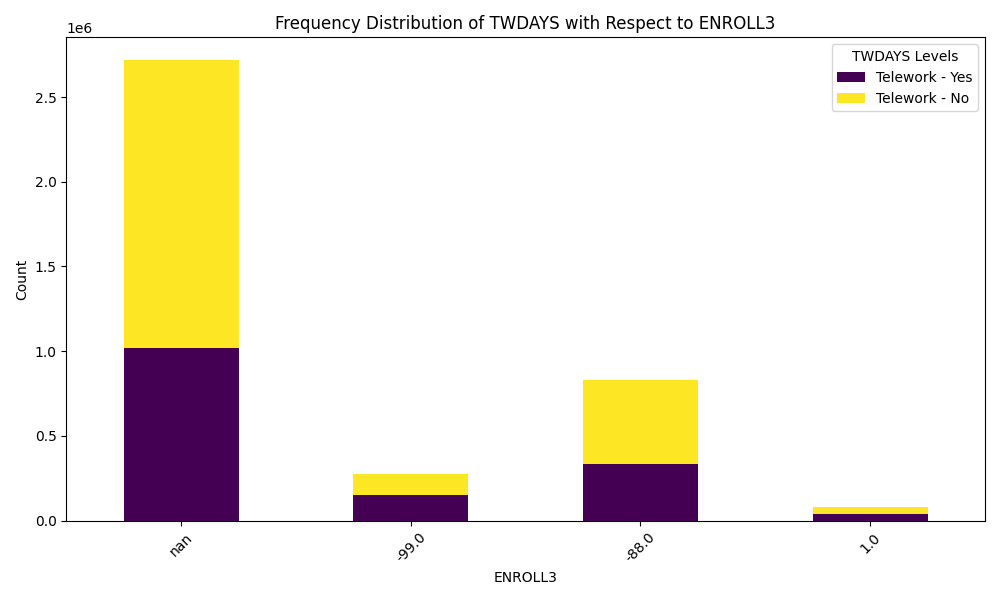 Frequency Distribution of TWDAYS with Respect to ENROLL3
1e6
TWDAYS Levels
Telework - Yes
Telework - No
2.5
2.0
1.5
1.0
0.5
0.0
Count
nan
-99.0
-88.0
1.0
ENROLL3